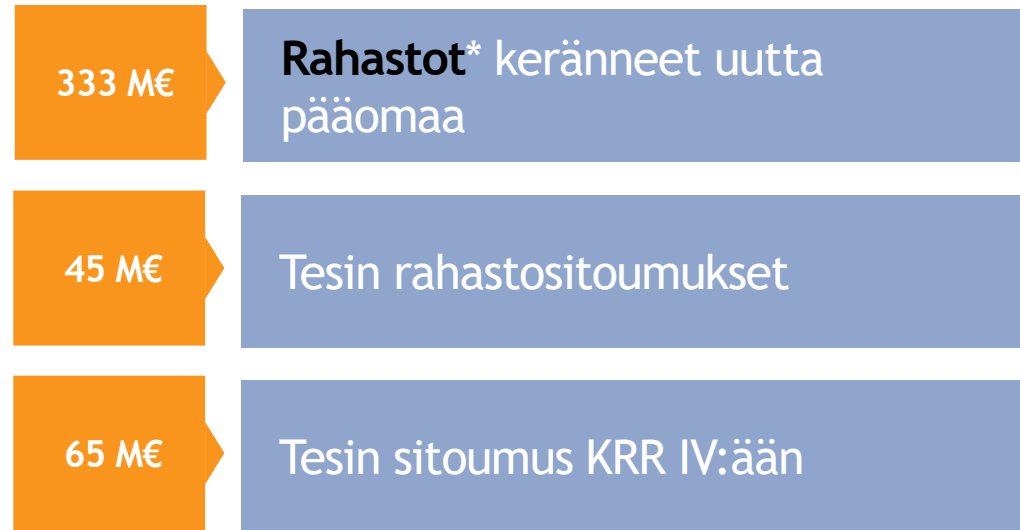 333 M€
Rahastot* keränneet uutta
pääomaa
45 M€
Tesin rahastositoumukset
65 M€
Tesin sitoumus KRR IV:ään